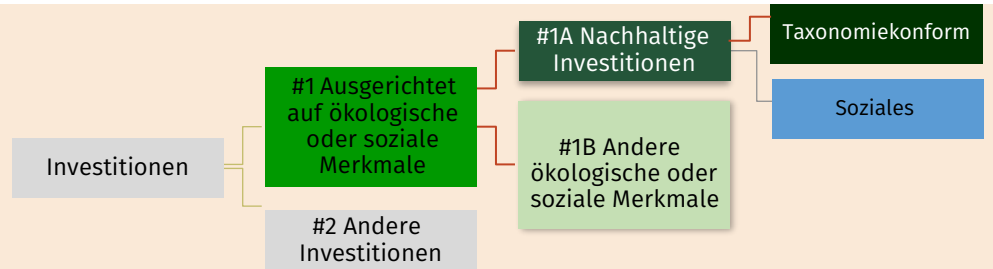 Investitionen
#1 Ausgerichtet
auf ökologische
oder soziale
Merkmale
#2 Andere
Investitionen
#1A Nachhaltige
Investitionen
#1B Andere
ökologische oder
soziale Merkmale
Taxonomiekonform
Soziales